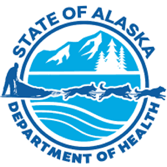 STATE OF ALASKA
DEPARTMENT OF HEALTH